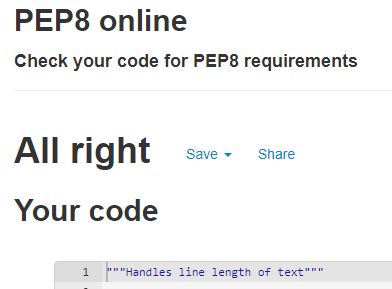 PEP8 online
Check your code for PEP8 requirements
All right Save Share
Your code
1 """Handles line length of text"""